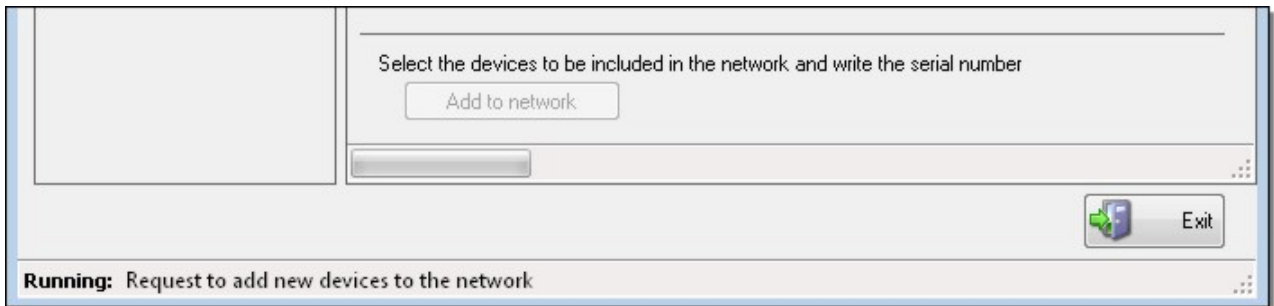 Select the devices to be included in the network and write the serial number
Add to network
Exit
Running: Request to add new devices to the network